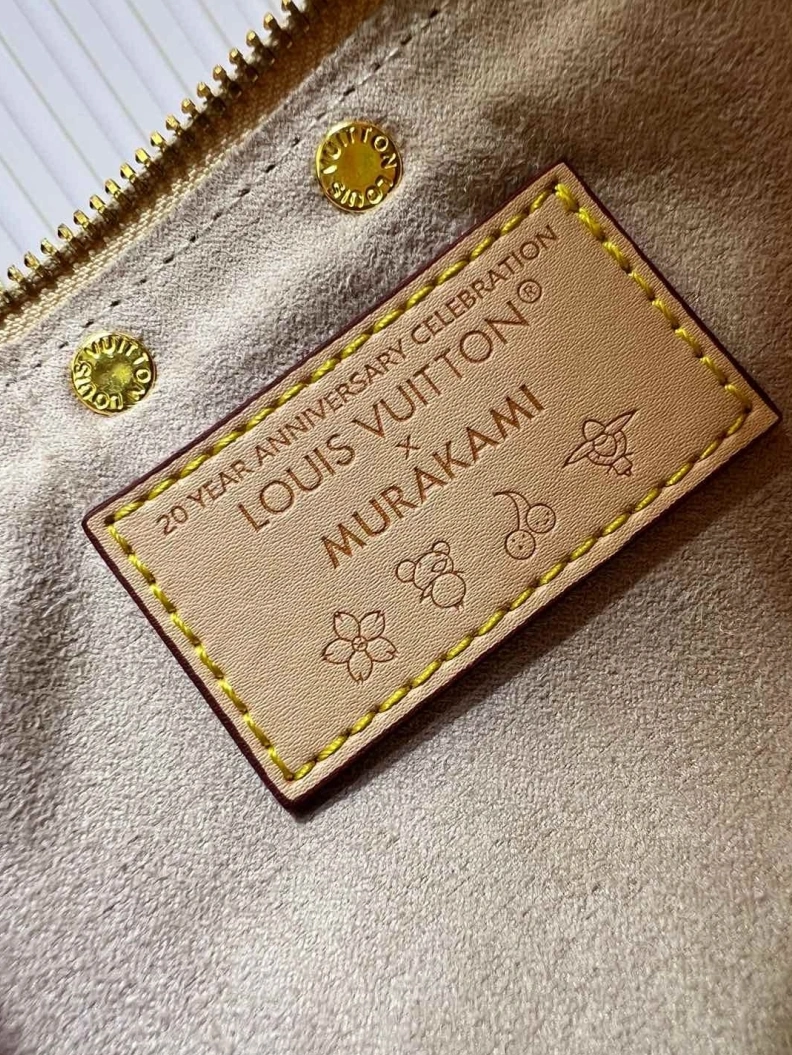 LOUIS VUITTON
LOUIS VUITTON
20 YEAR ANNIVERSARY CELEBRATION
LOUIS VUITTON®
×
MURAKAMI